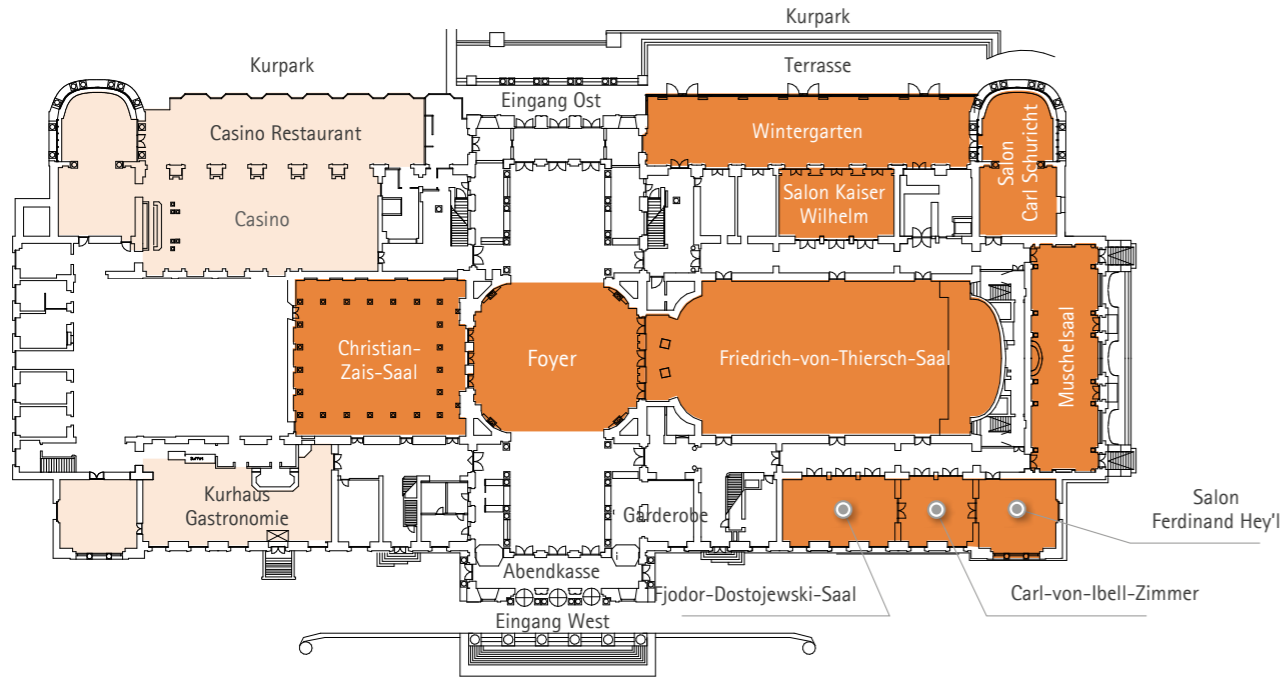 Kurpark
Kurpark
Terrasse
Eingang Ost
Casino Restaurant
Wintergarten
Salon
Carl Schuricht
Salon Kaiser
Wilhelm
Casino
Christian-
Zais-Saal
Foyer
Friedrich-von-Thiersch-Saal
Muschelsaal
Kurhaus
Gastronomie
Garderobe
Salon
Ferdinand Hey'l
i
Abendkasse
Fjodor-Dostojewski-Saal
Carl-von-Ibell-Zimmer
Eingang West